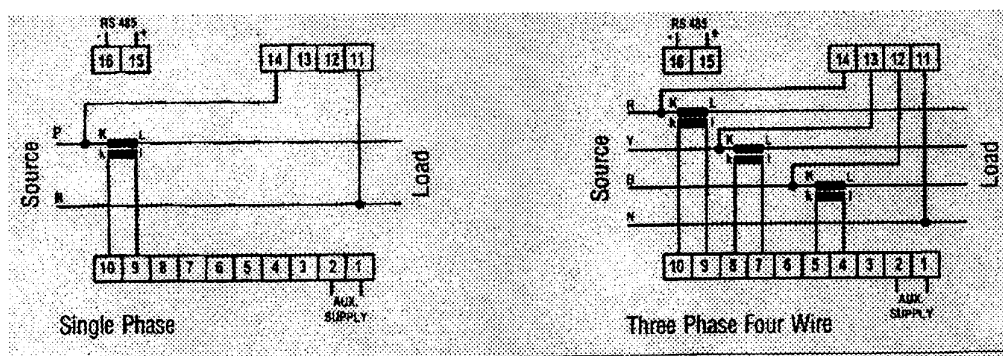 RS 485
- +
16 15
14 13 12 11
P K L
k l
N
Source
Load
10 9 8 7 6 5 4 3 2 1
AUX.
SUPPLY
Single Phase
RS 485
- +
16 15
14 13 12 11
R K L
k l
Y K L
k l
B K L
k l
N
Source
Load
10 9 8 7 6 5 4 3 2 1
AUX.
SUPPLY
Three Phase Four Wire